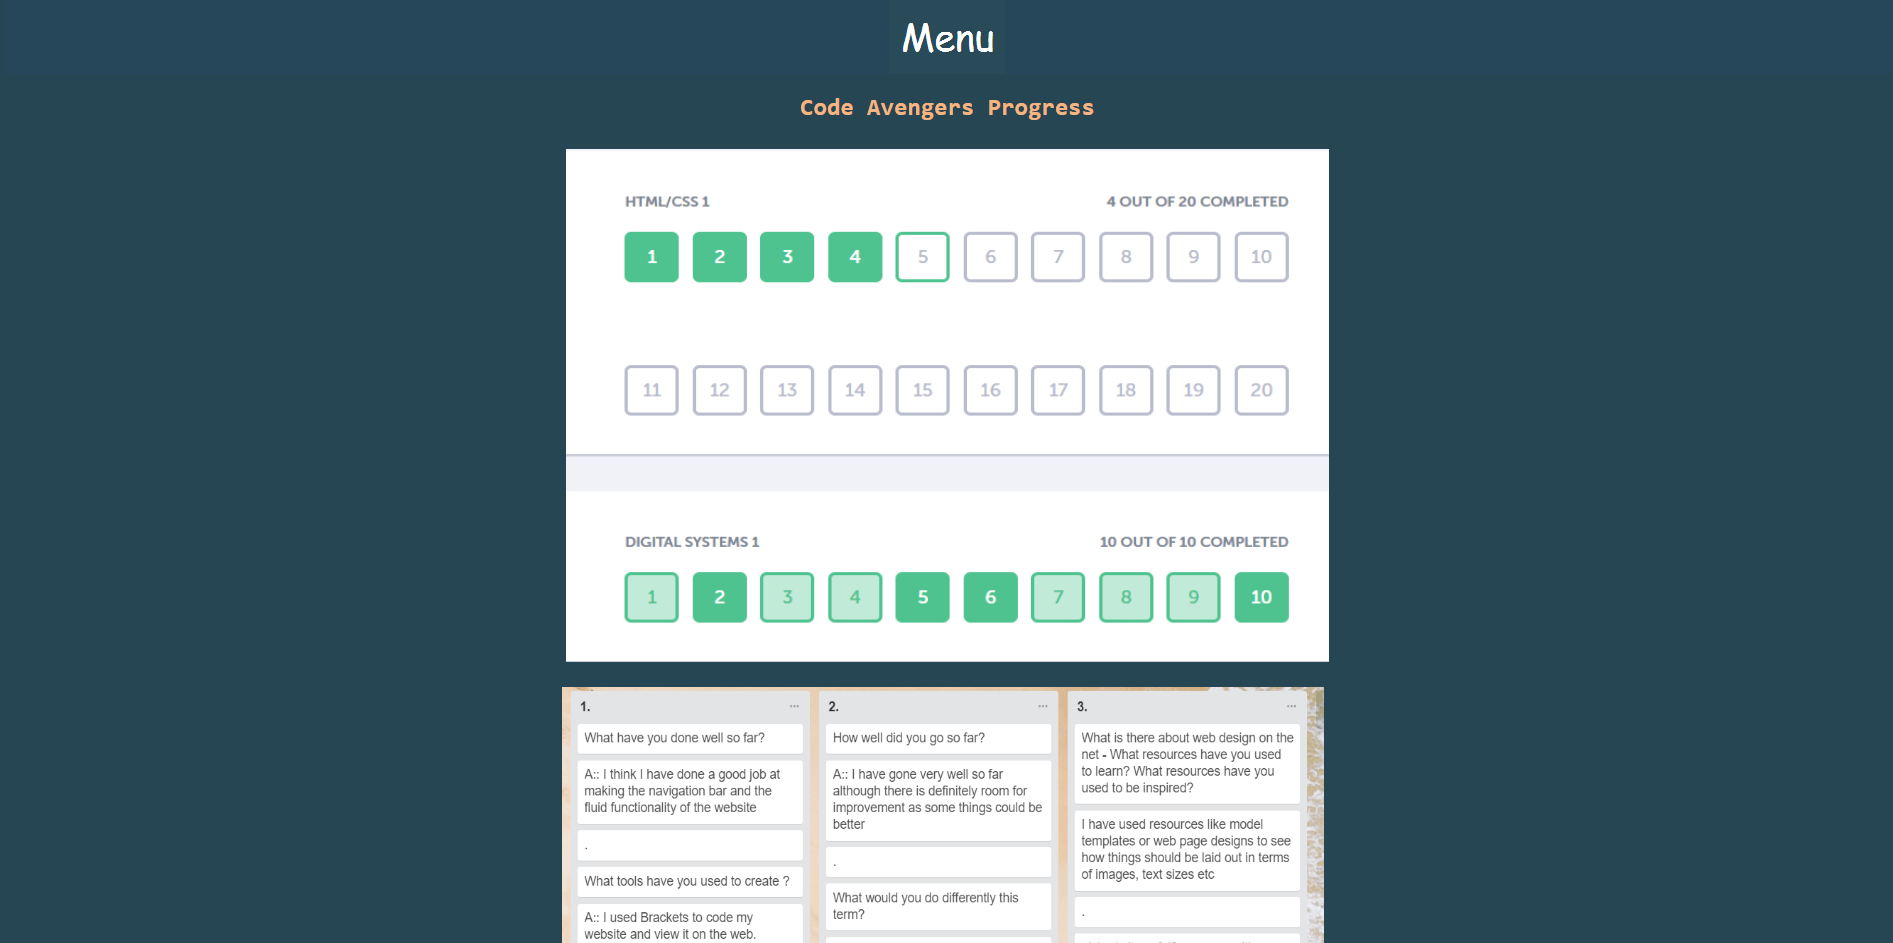 Menu
Code Avengers Progress
HTML/CSS 1
4 OUT OF 20 COMPLETED
1 2 3 4 5 6 7 8 9 10
11 12 13 14 15 16 17 18 19 20
DIGITAL SYSTEMS 1
10 OUT OF 10 COMPLETED
1 2 3 4 5 6 7 8 9 10
1.
What have you done well so far?
A:: I think I have done a good job at
making the navigation bar and the
fluid functionality of the website
.
What tools have you used to create ?
A:: I used Brackets to code my
website and view it on the web.
2.
How well did you go so far?
A:: I have gone very well so far
although there is definitely room for
improvement as some things could be
better
.
What would you do differently this
term?
3.
What is there about web design on the
net - What resources have you used
to learn? What resources have you
used to be inspired?
I have used resources like model
templates or web page designs to see
how things should be laid out in terms
of images, text sizes etc
.